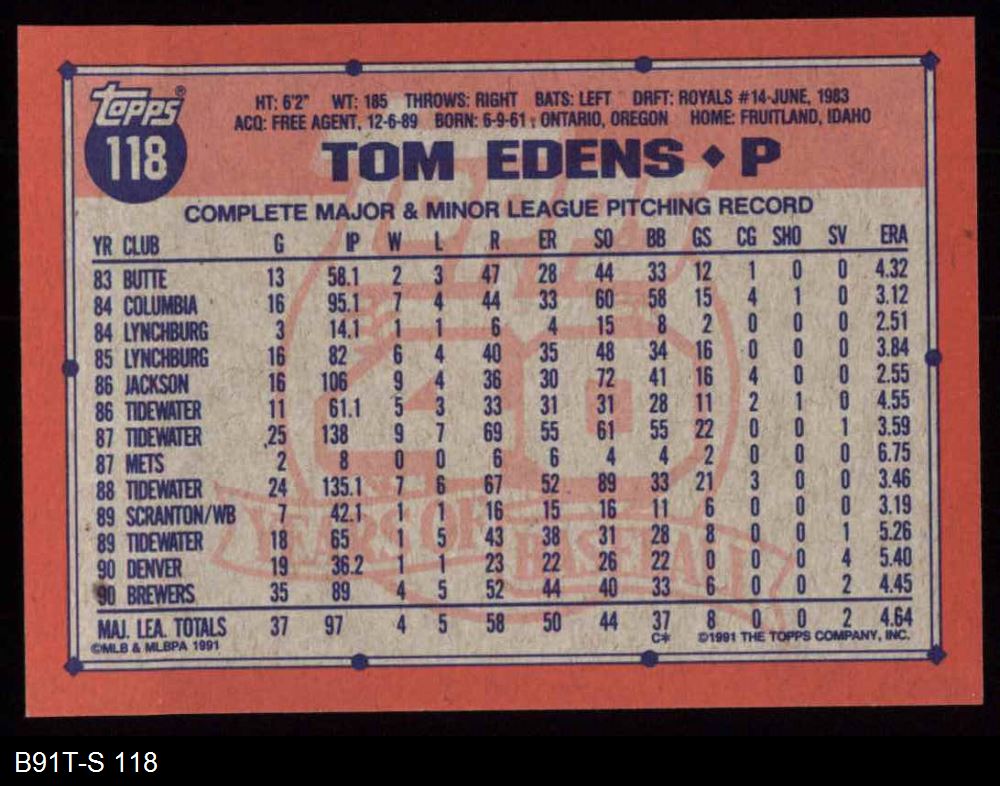 topps®
118
HT: 6'2" WT: 185 THROWS: RIGHT BATS: LEFT DRFT: ROYALS #14-JUNE, 1983
ACQ: FREE AGENT, 12-6-89 BORN: 6-9-61, ONTARIO, OREGON HOME: FRUITLAND, IDAHO
TOM EDENS ♦ P
COMPLETE MAJOR & MINOR LEAGUE PITCHING RECORD
YR CLUB G IP W L R ER SO BB GS CG SHO SV ERA
83 BUTTE 13 58.1 2 3 47 28 44 33 12 1 0 0 4.32
84 COLUMBIA 16 95.1 7 4 44 33 60 58 15 4 1 0 3.12
84 LYNCHBURG 3 14.1 1 1 6 4 15 8 2 0 0 0 2.51
85 LYNCHBURG 16 82 6 4 40 35 48 34 16 0 0 0 3.84
86 JACKSON 16 106 9 4 36 30 72 41 16 4 0 0 2.55
86 TIDEWATER 11 61.1 5 3 33 31 31 28 11 2 1 0 4.55
87 TIDEWATER 25 138 9 7 69 55 61 55 22 0 0 1 3.59
87 METS 2 8 0 0 6 6 4 4 2 0 0 0 6.75
88 TIDEWATER 24 135.1 7 6 67 52 89 33 21 3 0 0 3.46
89 SCRANTON/WB 7 42.1 1 1 16 15 16 11 6 0 0 0 3.19
89 TIDEWATER 18 65 1 5 43 38 31 28 8 0 0 1 5.26
90 DENVER 19 36.2 1 1 23 22 26 22 0 0 0 4 5.40
90 BREWERS 35 89 4 5 52 44 40 33 6 0 0 2 4.45
MAJ. LEA. TOTALS 37 97 4 5 58 50 44 37 8 0 0 2 4.64
©MLB & MLBPA 1991 C* ©1991 THE TOPPS COMPANY, INC.
TOPPS
40
YEARS OF BASEBALL
B91T-S 118